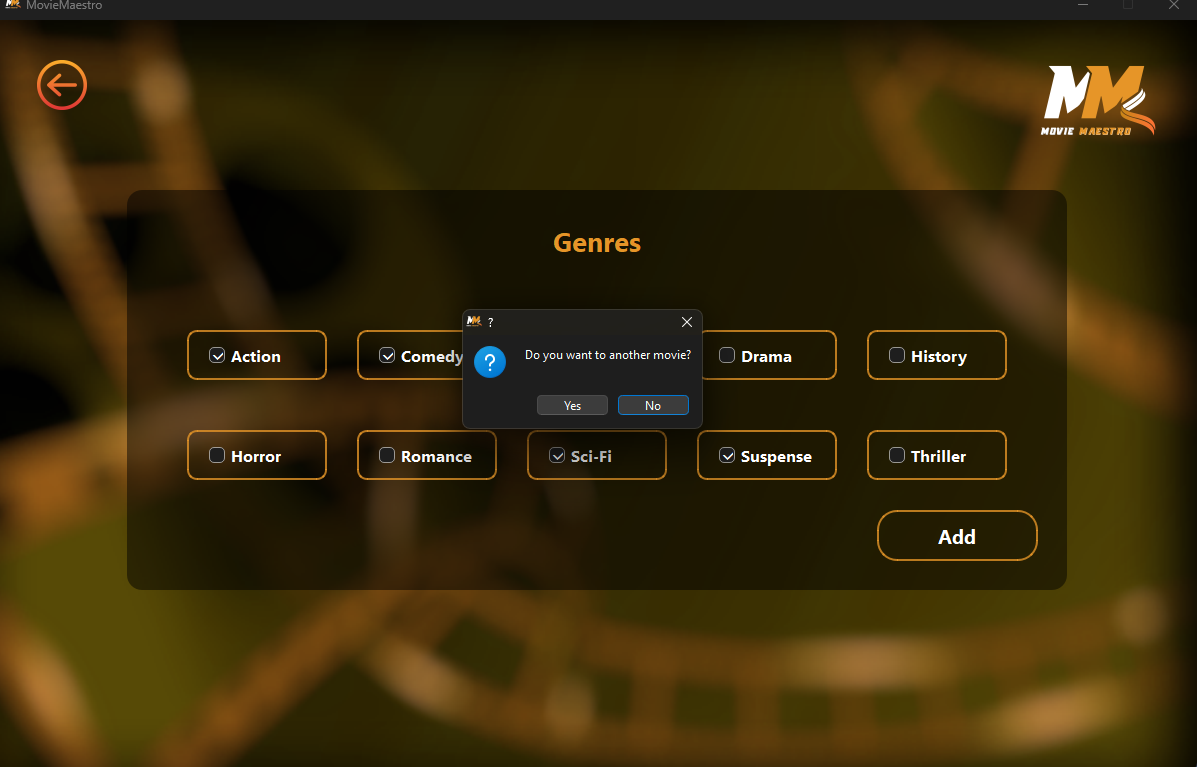 MovieMaestro
MM
MOVIE MAESTRO
Genres
MM ?
Do you want to another movie?
Yes No
Action Comedy Drama History
Horror Romance Sci-Fi Suspense Thriller
Add